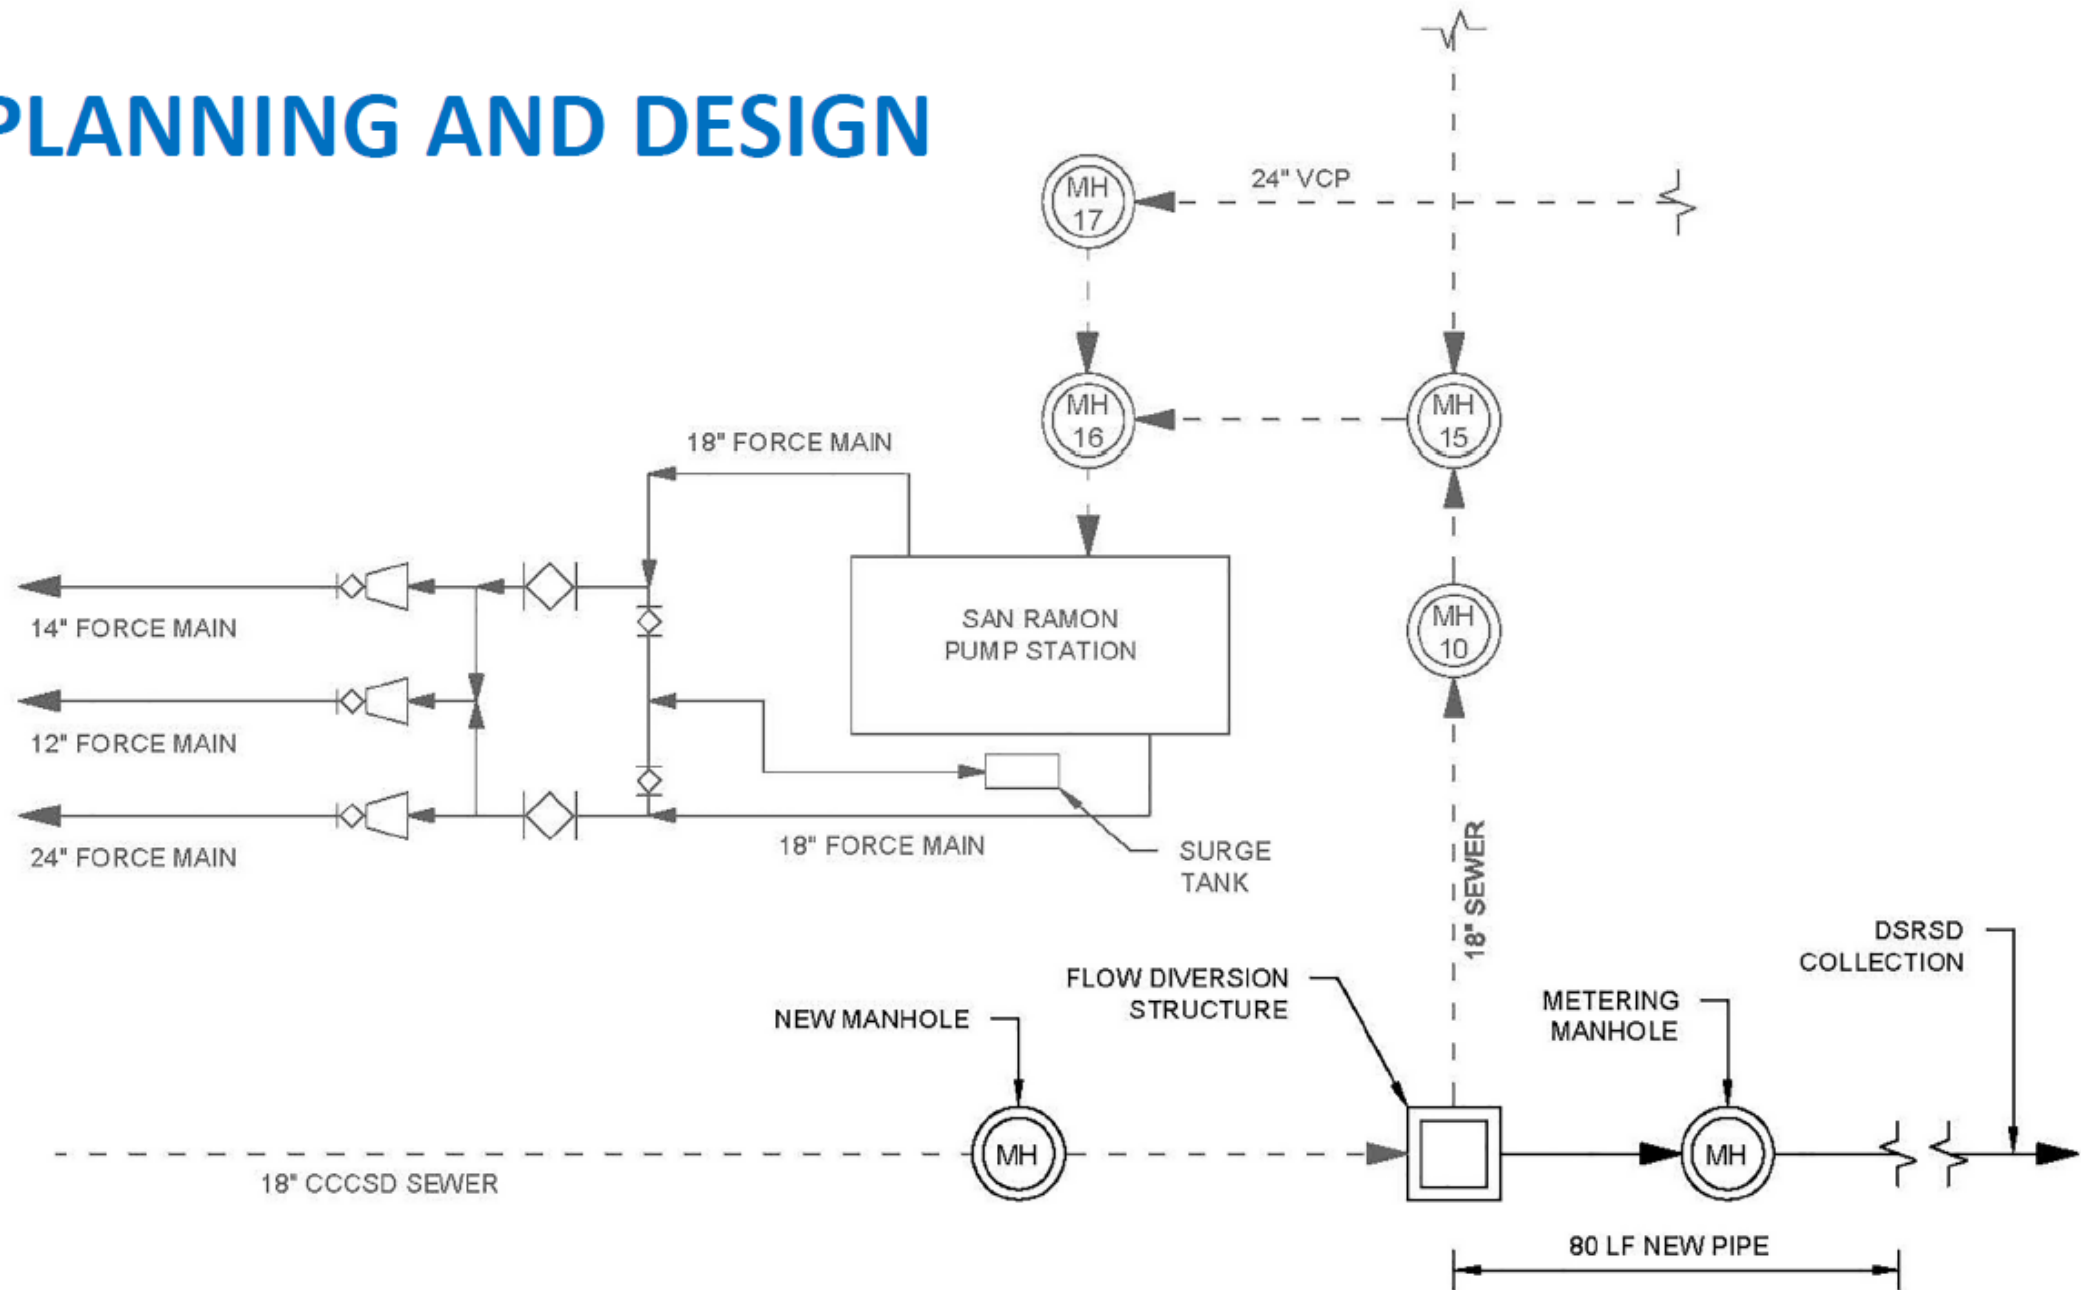 PLANNING AND DESIGN
24" VCP
MH
17
MH
16
MH
15
18" FORCE MAIN
SAN RAMON
PUMP STATION
MH
10
14" FORCE MAIN
12" FORCE MAIN
24" FORCE MAIN
18" FORCE MAIN
SURGE
TANK
18" SEWER
DSRSD
COLLECTION
FLOW DIVERSION
STRUCTURE
METERING
MANHOLE
NEW MANHOLE
MH
MH
18" CCCSD SEWER
80 LF NEW PIPE